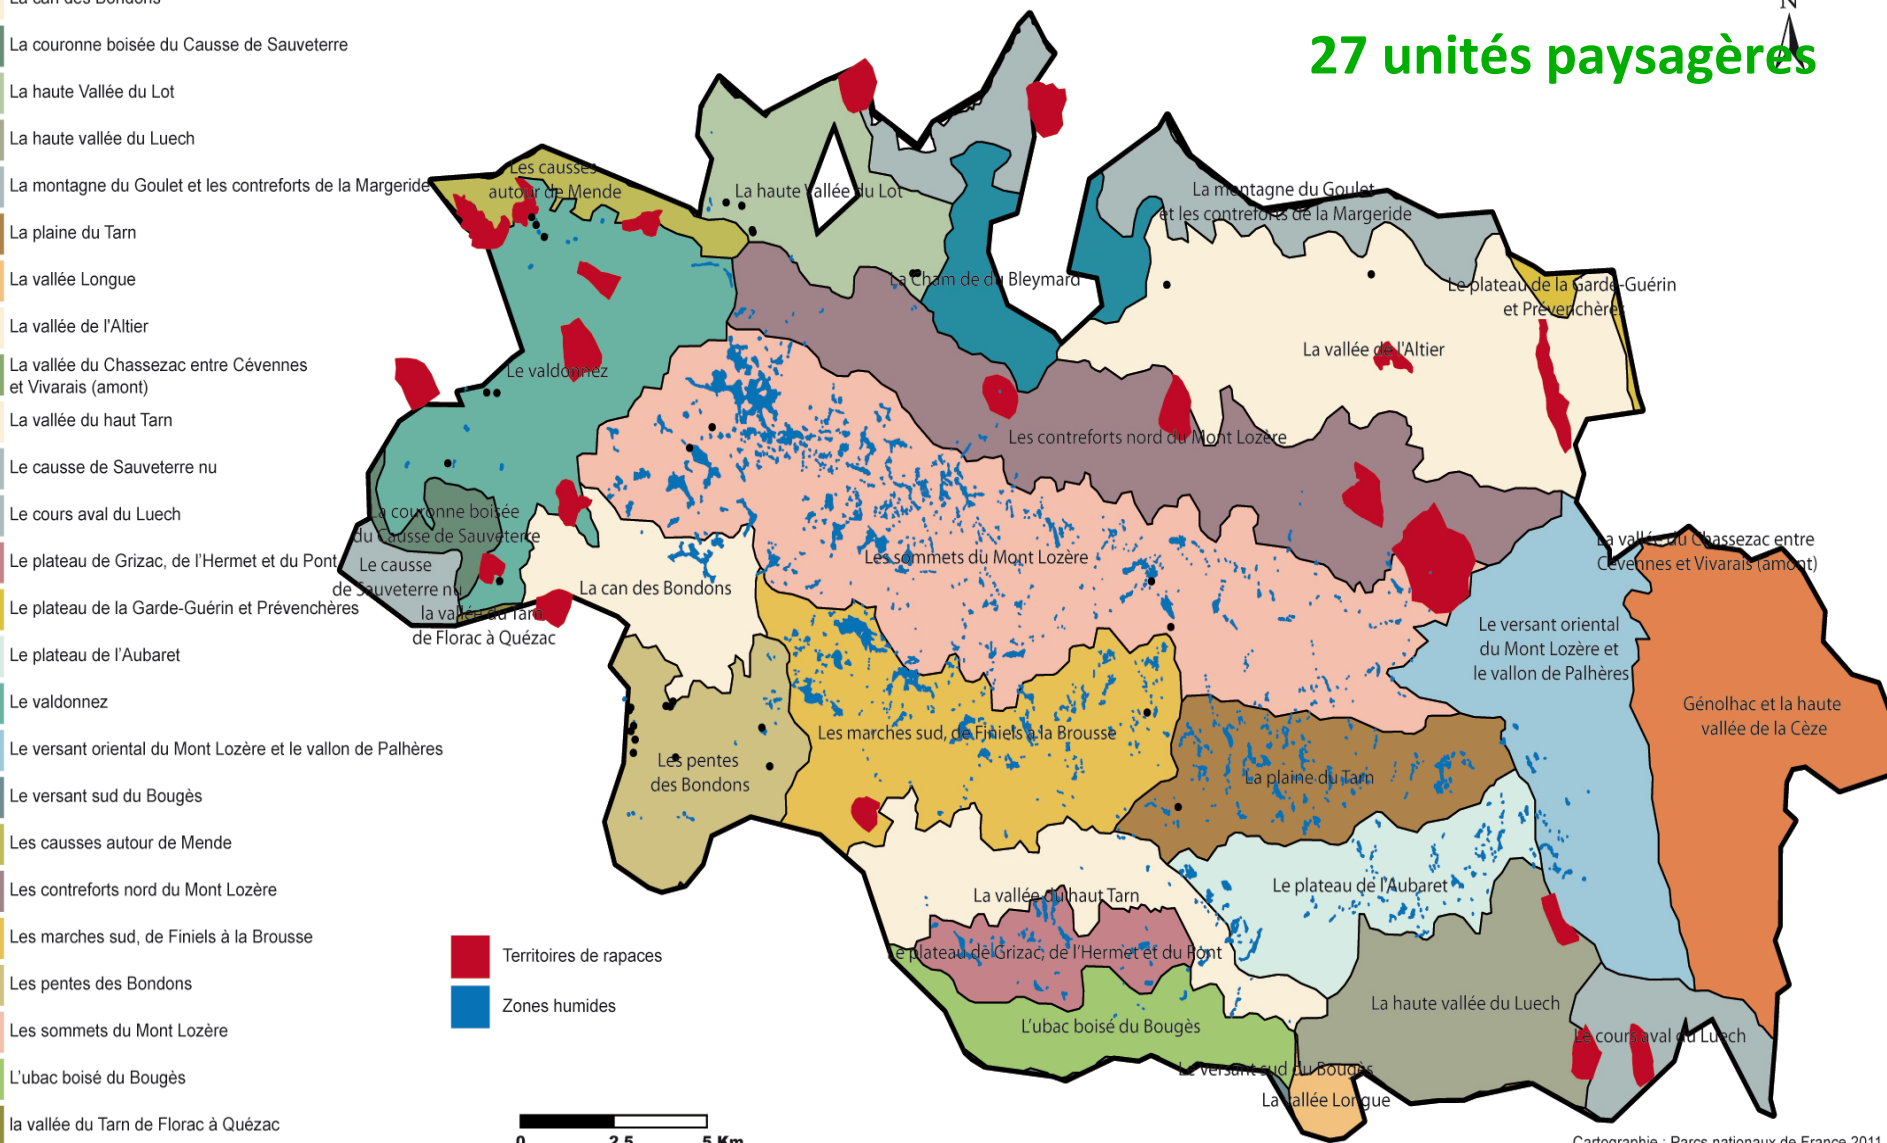 La can des Bondons
La couronne boisée du Causse de Sauveterre
La haute Vallée du Lot
La haute vallée du Luech
La montagne du Goulet et les contreforts de la Margeride
La plaine du Tarn
La vallée Longue
La vallée de l'Altier
La vallée du Chassezac entre Cévennes
et Vivarais (amont)
La vallée du haut Tarn
Le causse de Sauveterre nu
Le cours aval du Luech
Le plateau de Grizac, de l'Hermet et du Pont
Le plateau de la Garde-Guérin et Prévenchères
Le plateau de l'Aubaret
Le valdonnez
Le versant oriental du Mont Lozère et le vallon de Palhères
Le versant sud du Bougès
Les causses autour de Mende
Les contreforts nord du Mont Lozère
Les marches sud, de Finiels à la Brousse
Les pentes des Bondons
Les sommets du Mont Lozère
L'ubac boisé du Bougès
la vallée du Tarn de Florac à Quézac
27 unités paysagères
N
Les causses
autour de Mende
La haute Vallée du Lot
La montagne du Goulet
et les contreforts de la Margeride
La Cham de du Bleymard
Le plateau de la Garde-Guérin
et Prévenchères
La vallée de l'Altier
Le valdonnez
Les contreforts nord du Mont Lozère
La couronne boisée
du Causse de Sauveterre
Le causse
de Sauveterre nu
la vallée du Tarn
de Florac à Quézac
La can des Bondons
Les sommets du Mont Lozère
La vallée du Chassezac entre
Cévennes et Vivarais (amont)
Le versant oriental
du Mont Lozère et
le vallon de Palhères
Génolhac et la haute
vallée de la Cèze
Les marches sud, de Finiels à la Brousse
Les pentes
des Bondons
La plaine du Tarn
La vallée du haut Tarn
Le plateau de l'Aubaret
Le plateau de Grizac, de l'Hermet et du Pont
La haute vallée du Luech
L'ubac boisé du Bougès
Le cours aval du Luech
Le versant sud du Bougès
La vallée Longue
Territoires de rapaces
Zones humides
0 2,5 5 Km
Cartographie : Parcs nationaux de France 2011